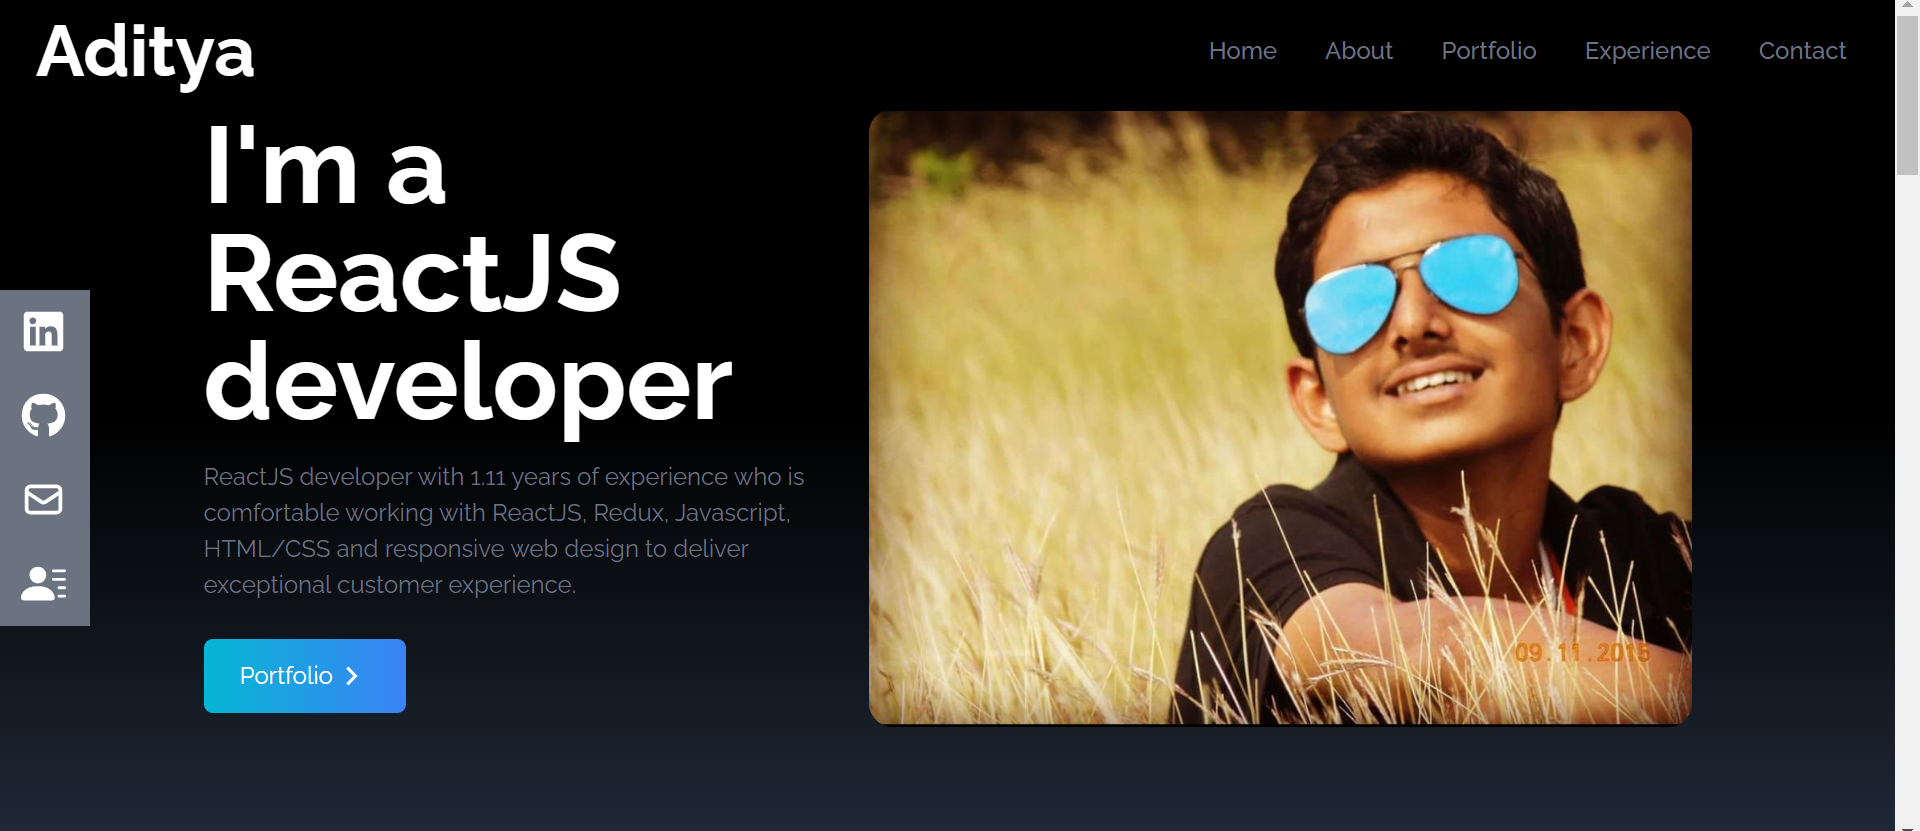 Aditya
Home About Portfolio Experience Contact
I'm a
ReactJS
developer
ReactJS developer with 1.11 years of experience who is
comfortable working with ReactJS, Redux, Javascript,
HTML/CSS and responsive web design to deliver
exceptional customer experience.
Portfolio
in
09.11.2015